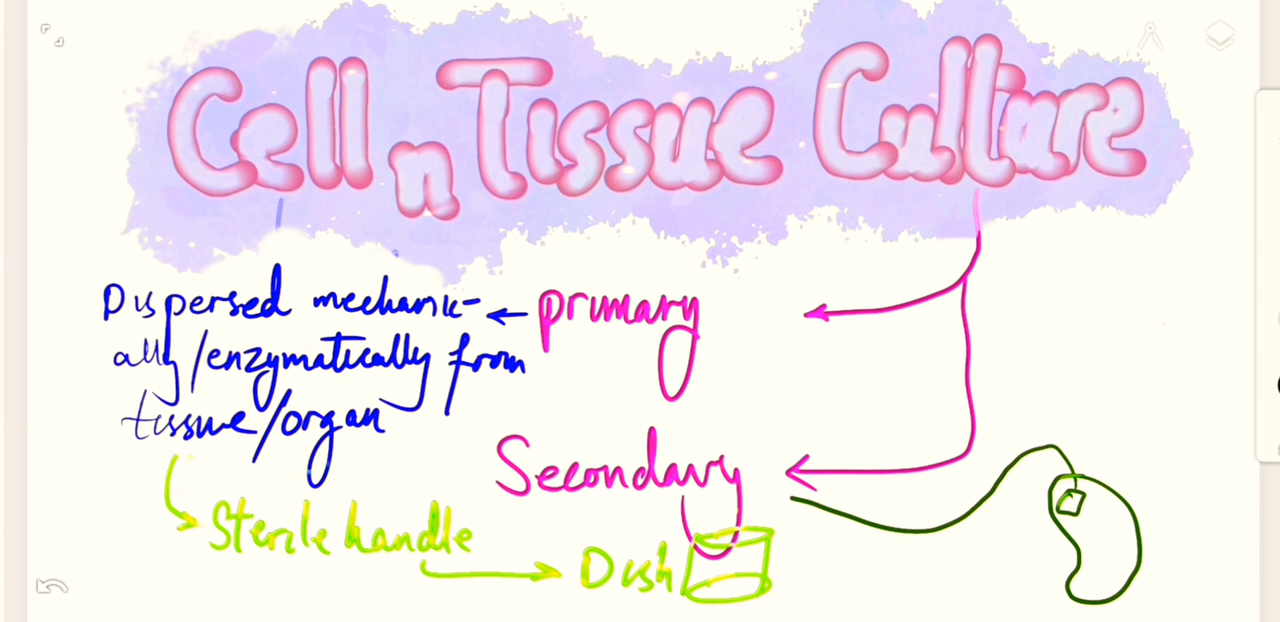 Cell n Tissue Culture
Dispersed mechanic-
ally/enzymatically from
tissue/organ
primary
Secondary
Sterile handle
Dish